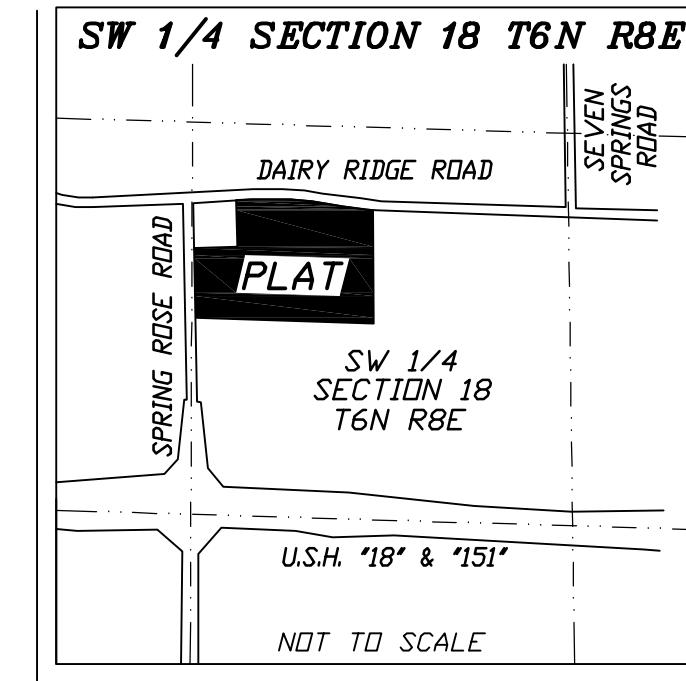 SW 1/4 SECTION 18 T6N R8E
SEVEN
SPRINGS
ROAD
DAIRY RIDGE ROAD
SPRING ROSE ROAD
PLAT
SW 1/4
SECTION 18
T6N R8E
U.S.H. "18" & "151"
NOT TO SCALE